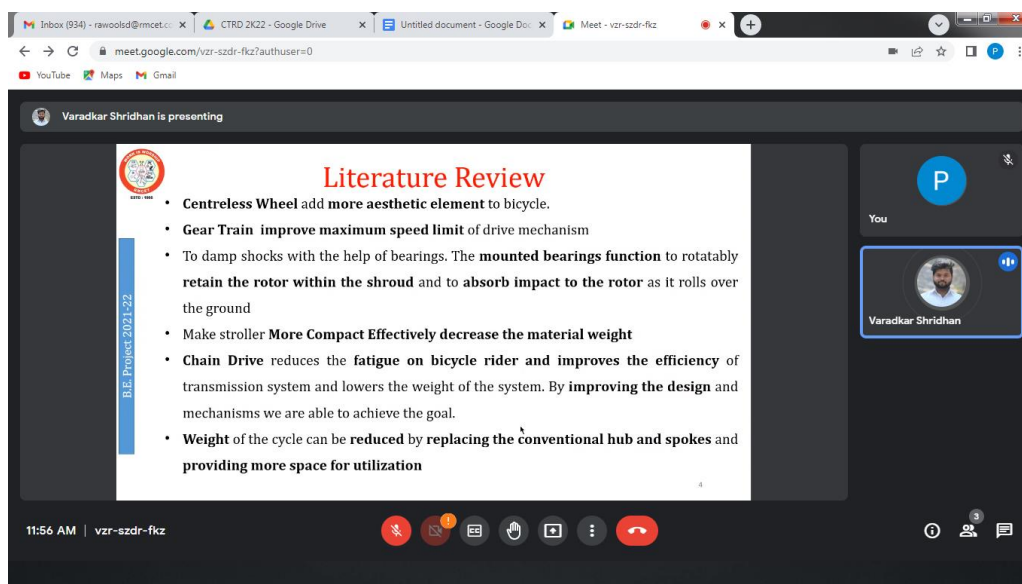 Inbox (934) - rawoolsd@rmcet.cc
CTRD 2K22 - Google Drive
Untitled document - Google Doc
Meet - vzr-szdr-fkz
meet.google.com/vzr-szdr-fkz?authuser=0
P
YouTube
Maps
Gmail
Varadkar Shridhan is presenting
Literature Review
• Centreless Wheel add more aesthetic element to bicycle.
• Gear Train improve maximum speed limit of drive mechanism
• To damp shocks with the help of bearings. The mounted bearings function to rotatably
retain the rotor within the shroud and to absorb impact to the rotor as it rolls over
the ground
• Make stroller More Compact Effectively decrease the material weight
• Chain Drive reduces the fatigue on bicycle rider and improves the efficiency of
transmission system and lowers the weight of the system. By improving the design and
mechanisms we are able to achieve the goal.
• Weight of the cycle can be reduced by replacing the conventional hub and spokes and
providing more space for utilization
4
B.E. Project 2021-22
P
You
Varadkar Shridhan
11:56 AM | vzr-szdr-fkz
CC
3